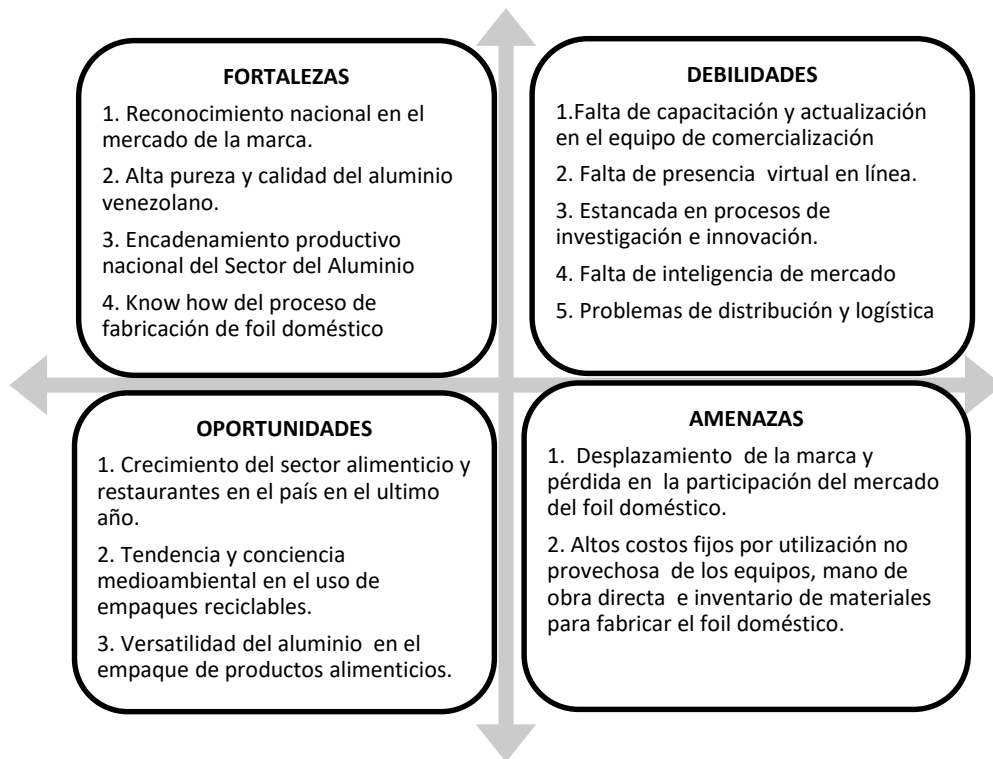 FORTALEZAS
1. Reconocimiento nacional en el
mercado de la marca.
2. Alta pureza y calidad del aluminio
venezolano.
3. Encadenamiento productivo
nacional del Sector del Aluminio
4. Know how del proceso de
fabricación de foil doméstico
DEBILIDADES
1.Falta de capacitación y actualización
en el equipo de comercialización
2. Falta de presencia virtual en línea.
3. Estancada en procesos de
investigación e innovación.
4. Falta de inteligencia de mercado
5. Problemas de distribución y logística
OPORTUNIDADES
1. Crecimiento del sector alimenticio y
restaurantes en el país en el ultimo
año.
2. Tendencia y conciencia
medioambiental en el uso de
empaques reciclables.
3. Versatilidad del aluminio en el
empaque de productos alimenticios.
AMENAZAS
1. Desplazamiento de la marca y
pérdida en la participación del mercado
del foil doméstico.
2. Altos costos fijos por utilización no
provechosa de los equipos, mano de
obra directa e inventario de materiales
para fabricar el foil doméstico.